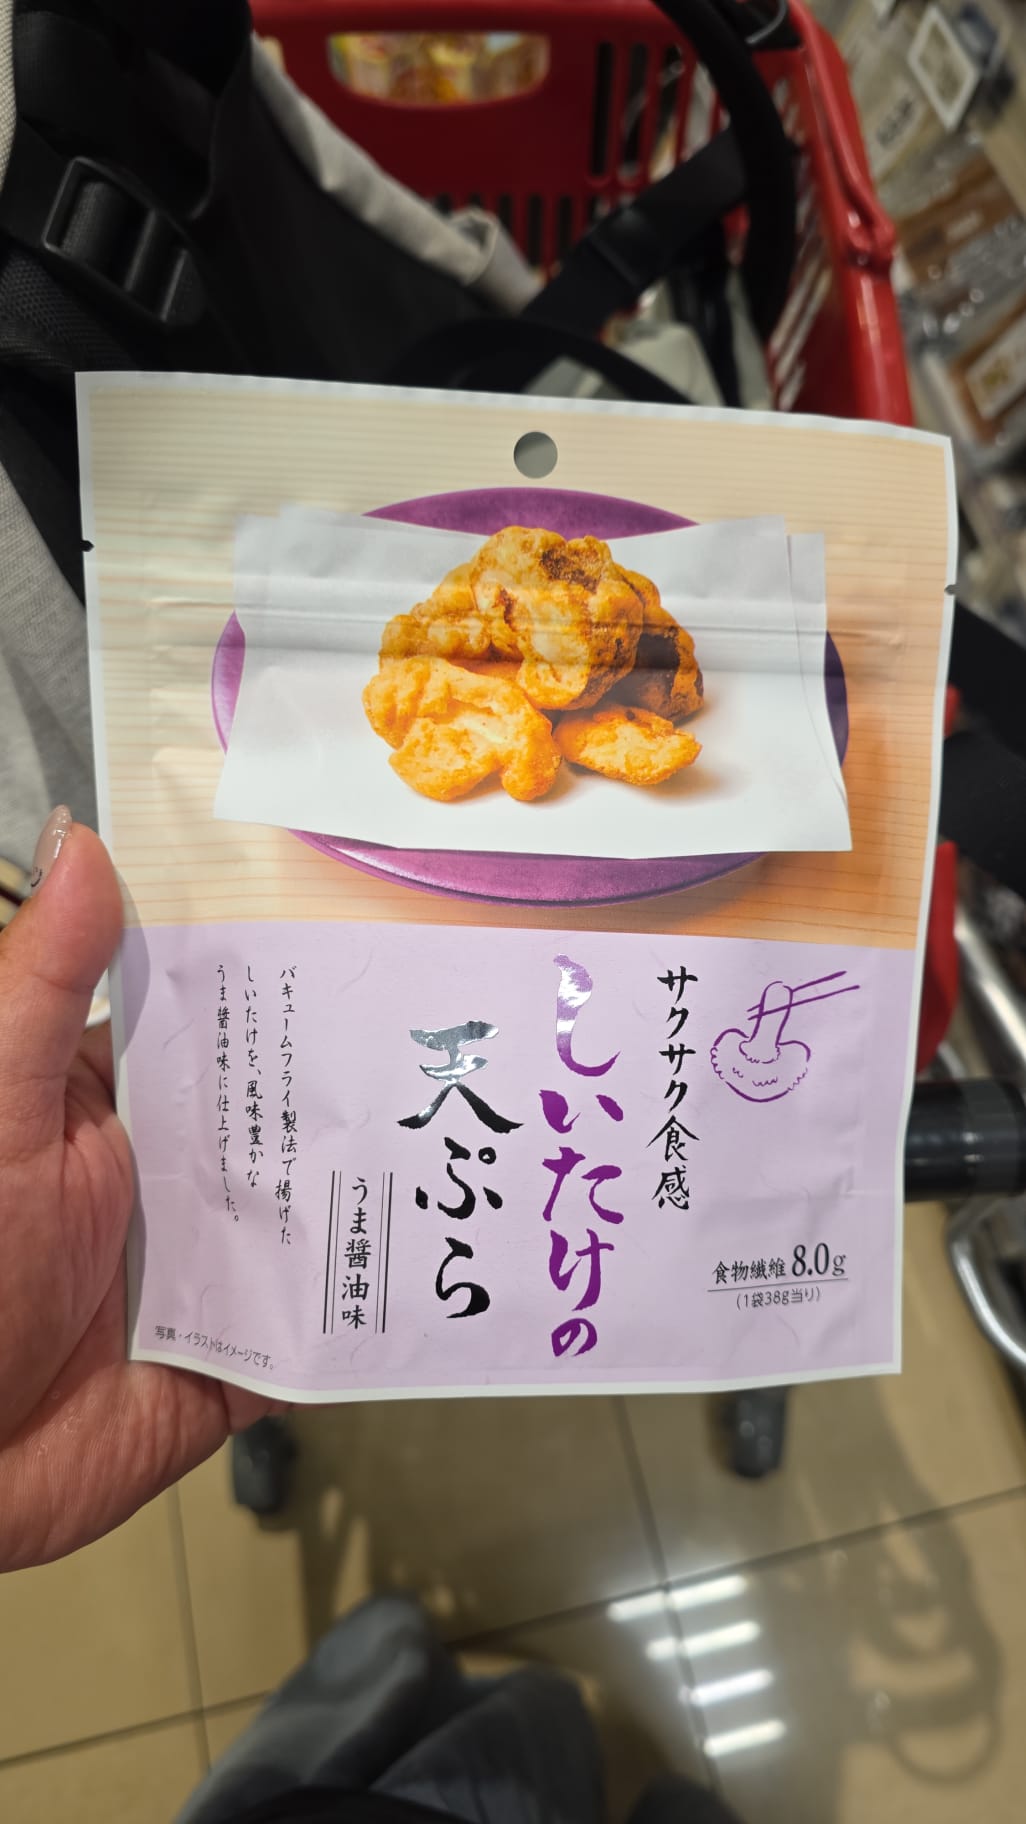 サクサク食感
しいたけの
天ぷら
うま醤油味
バキュームフライ製法で揚げた
しいたけを、風味豊かな
うま醤油味に仕上げました。
食物繊維 8.0g
(1袋38g当り)
写真・イラストはイメージです。